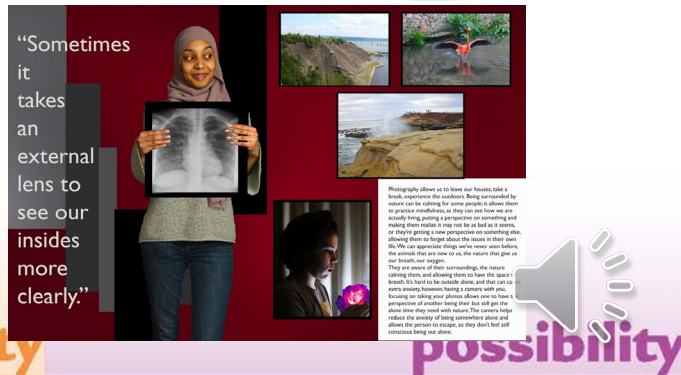 “Sometimes
it
takes
an
external
lens to
see our
insides
more
clearly.”
Photography allows us to leave our houses, take a
break, experience the outdoors. Being surrounded by
nature can be calming for some people; it allows them
to practice mindfulness, as they can see how we are
actually living, putting a perspective on something and
making them realize it may not be as bad as it seems,
or they're getting a new perspective on something else,
allowing them to forget about the issues in their own
life. We can appreciate things we've never seen before,
the animals that are new to us, the nature that give us
our breath, our oxygen.
They are aware of their surroundings, the nature
calming them, and allowing them to have the space
breath. It's hard to be outside alone, and that can
extra anxiety, however, having a camera with you,
focusing on taking your photos allows one to have
perspective of another being their but still get the
alone time they need with nature. The camera helps
reduce the anxiety of being somewhere alone and
allows the person to escape, so they don't feel self
conscious being out alone.
ty
possibility